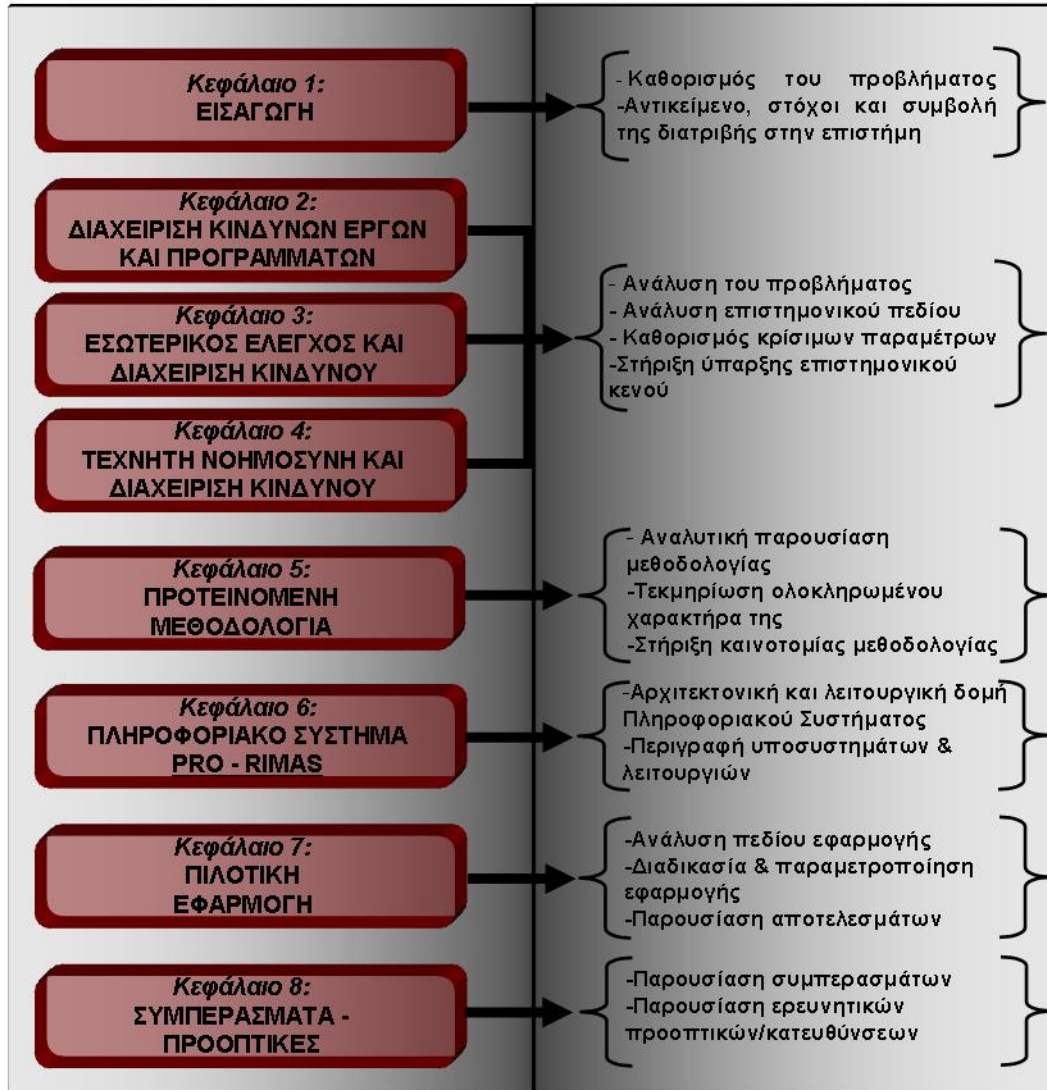 Κεφάλαιο 1:
ΕΙΣΑΓΩΓΗ
- Καθορισμός του προβλήματος
-Αντικείμενο, στόχοι και συμβολή
της διατριβής στην επιστήμη
Κεφάλαιο 2:
ΔΙΑΧΕΙΡΙΣΗ ΚΙΝΔΥΝΩΝ ΕΡΓΩΝ
ΚΑΙ ΠΡΟΓΡΑΜΜΑΤΩΝ
Κεφάλαιο 3:
ΕΣΩΤΕΡΙΚΟΣ ΕΛΕΓΧΟΣ ΚΑΙ
ΔΙΑΧΕΙΡΙΣΗ ΚΙΝΔΥΝΟΥ
Κεφάλαιο 4:
ΤΕΧΝΗΤΗ ΝΟΗΜΟΣΥΝΗ ΚΑΙ
ΔΙΑΧΕΙΡΙΣΗ ΚΙΝΔΥΝΟΥ
- Ανάλυση του προβλήματος
- Ανάλυση επιστημονικού πεδίου
- Καθορισμός κρίσιμων παραμέτρων
-Στήριξη ύπαρξης επιστημονικού
κενού
Κεφάλαιο 5:
ΠΡΟΤΕΙΝΟΜΕΝΗ
ΜΕΘΟΔΟΛΟΓΙΑ
- Αναλυτική παρουσίαση
μεθοδολογίας
-Τεκμηρίωση ολοκληρωμένου
χαρακτήρα της
-Στήριξη καινοτομίας μεθοδολογίας
Κεφάλαιο 6:
ΠΛΗΡΟΦΟΡΙΑΚΟ ΣΥΣΤΗΜΑ
PRO - RIMAS
-Αρχιτεκτονική και λειτουργική δομή
Πληροφοριακού Συστήματος
-Περιγραφή υποσυστημάτων &
λειτουργιών
Κεφάλαιο 7:
ΠΙΛΟΤΙΚΗ
ΕΦΑΡΜΟΓΗ
-Ανάλυση πεδίου εφαρμογής
-Διαδικασία & παραμετροποίηση
εφαρμογής
-Παρουσίαση αποτελεσμάτων
Κεφάλαιο 8:
ΣΥΜΠΕΡΑΣΜΑΤΑ -
ΠΡΟΟΠΤΙΚΕΣ
-Παρουσίαση συμπερασμάτων
-Παρουσίαση ερευνητικών
προοπτικών/κατευθύνσεων